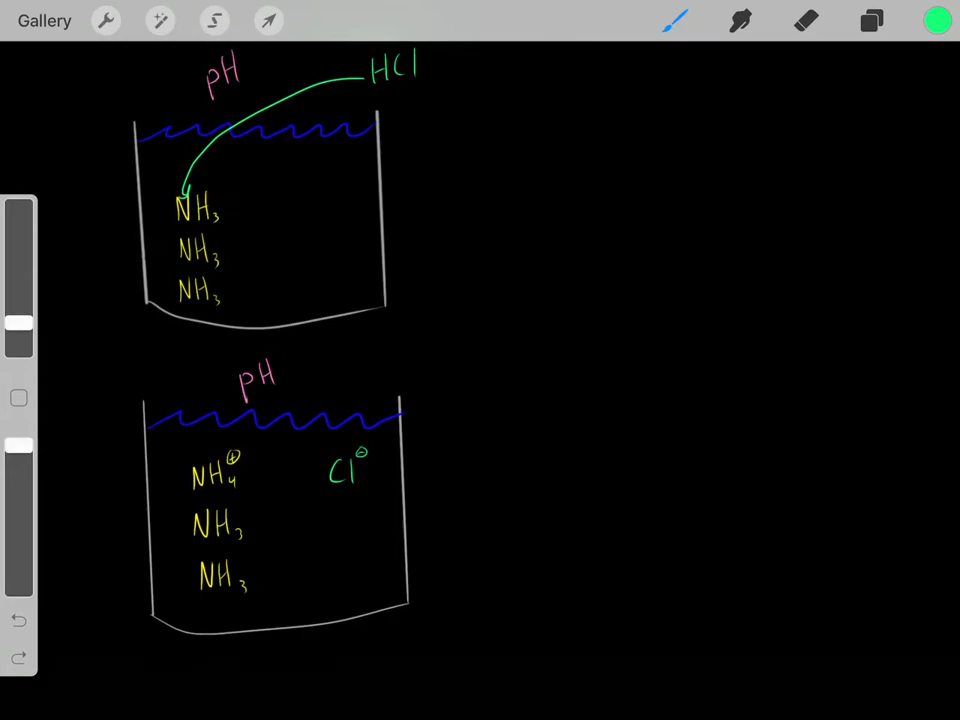 Gallery
pH HCl
NH₃
NH₃
NH₃
pH
NH₄⊕ Cl⊖
NH₃
NH₃